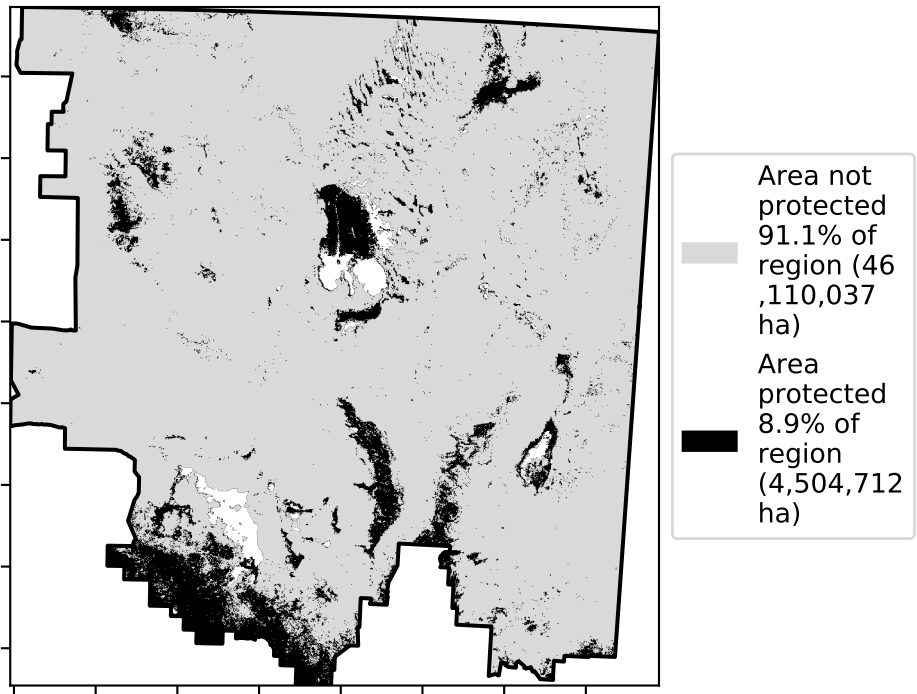 Area not
protected
91.1% of
region (46
,110,037
ha)
Area
protected
8.9% of
region
(4,504,712
ha)